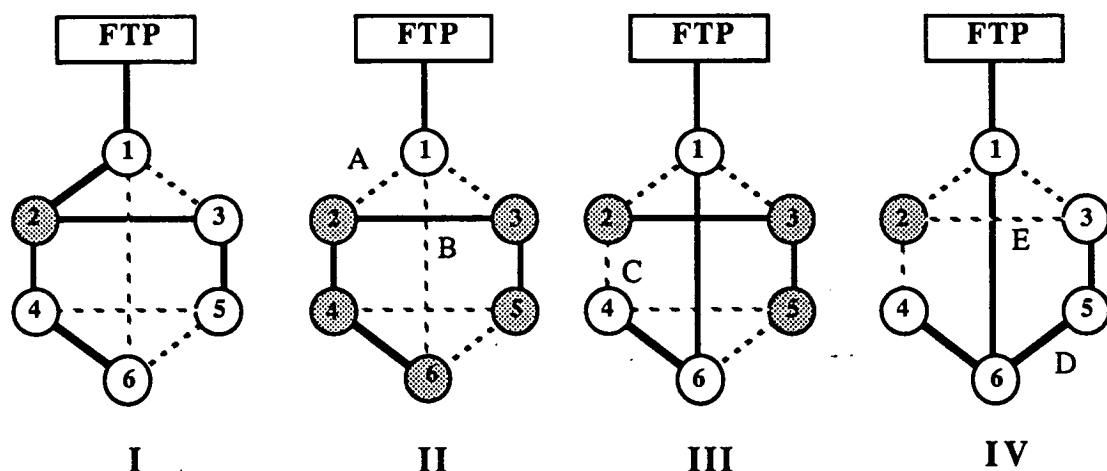 FTP FTP FTP FTP
1 1 1 1
A
2 3 2 3 2 3 2 3
B E
C
4 5 4 5 4 5 4 5
D
6 6 6 6
I II III IV